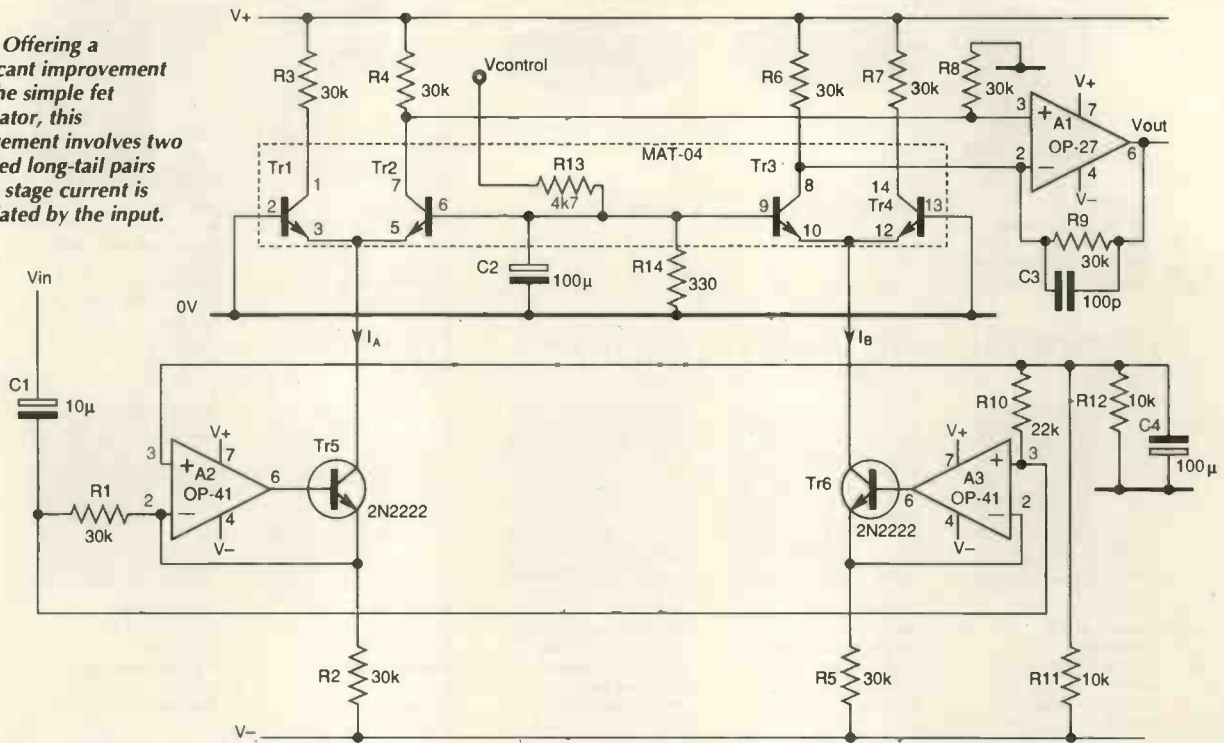 Offering a
cant improvement
he simple fet
ator, this
ement involves two
ed long-tail pairs
stage current is
lated by the input.
V+
R3
30k
R4
30k
Vcontrol
R6
30k
R7
30k
R8
30k
V+
3
7
+
A1
OP-27
Vout
2
6
−
4
V−
MAT-04
Tr1
1
Tr2
7
R13
4k7
Tr3
8
14
Tr4
2
3
5
6
9
10
12
13
R9
30k
C3
100p
C2
100µ
R14
330
0V
Vin
IA
IB
C1
10µ
R10
22k
R12
10k
C4
100µ
V+
3
7
+
A2
OP-41
6
Tr5
R1
30k
2
−
4
V−
2N2222
Tr6
6
V+
7
+
3
A3
OP-41
−
2
4
V−
2N2222
R2
30k
R5
30k
R11
10k
V−